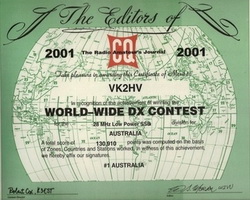 The Editors of
2001
CQ
2001
The Radio Amateur's Journal
Take pleasure in awarding this Certificate of Merit to
VK2HV
in recognition of the achievement of winning the
WORLD-WIDE DX CONTEST
28 MHz Low Power SSB
AUSTRALIA
A total score of 130,910 points was computed on the basis of
Zones, Countries and Stations worked. In witness of this achievement,
we hereby affix our signatures.
#1 AUSTRALIA